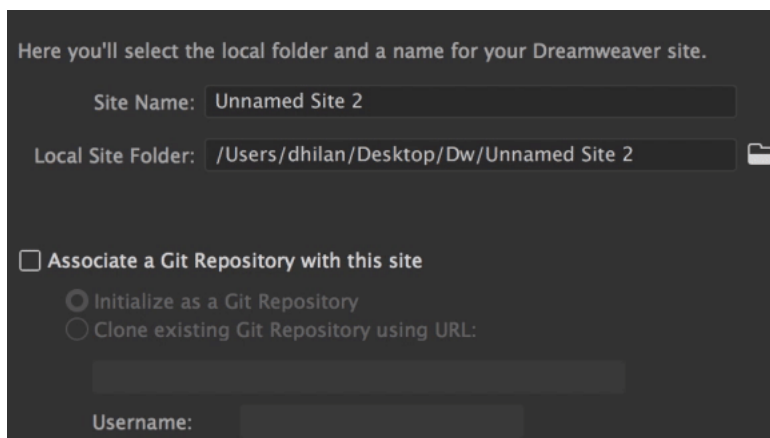 Here you'll select the local folder and a name for your Dreamweaver site.
Site Name: Unnamed Site 2
Local Site Folder: /Users/dhilan/Desktop/Dw/Unnamed Site 2
Associate a Git Repository with this site
Initialize as a Git Repository
Clone existing Git Repository using URL:
Username: